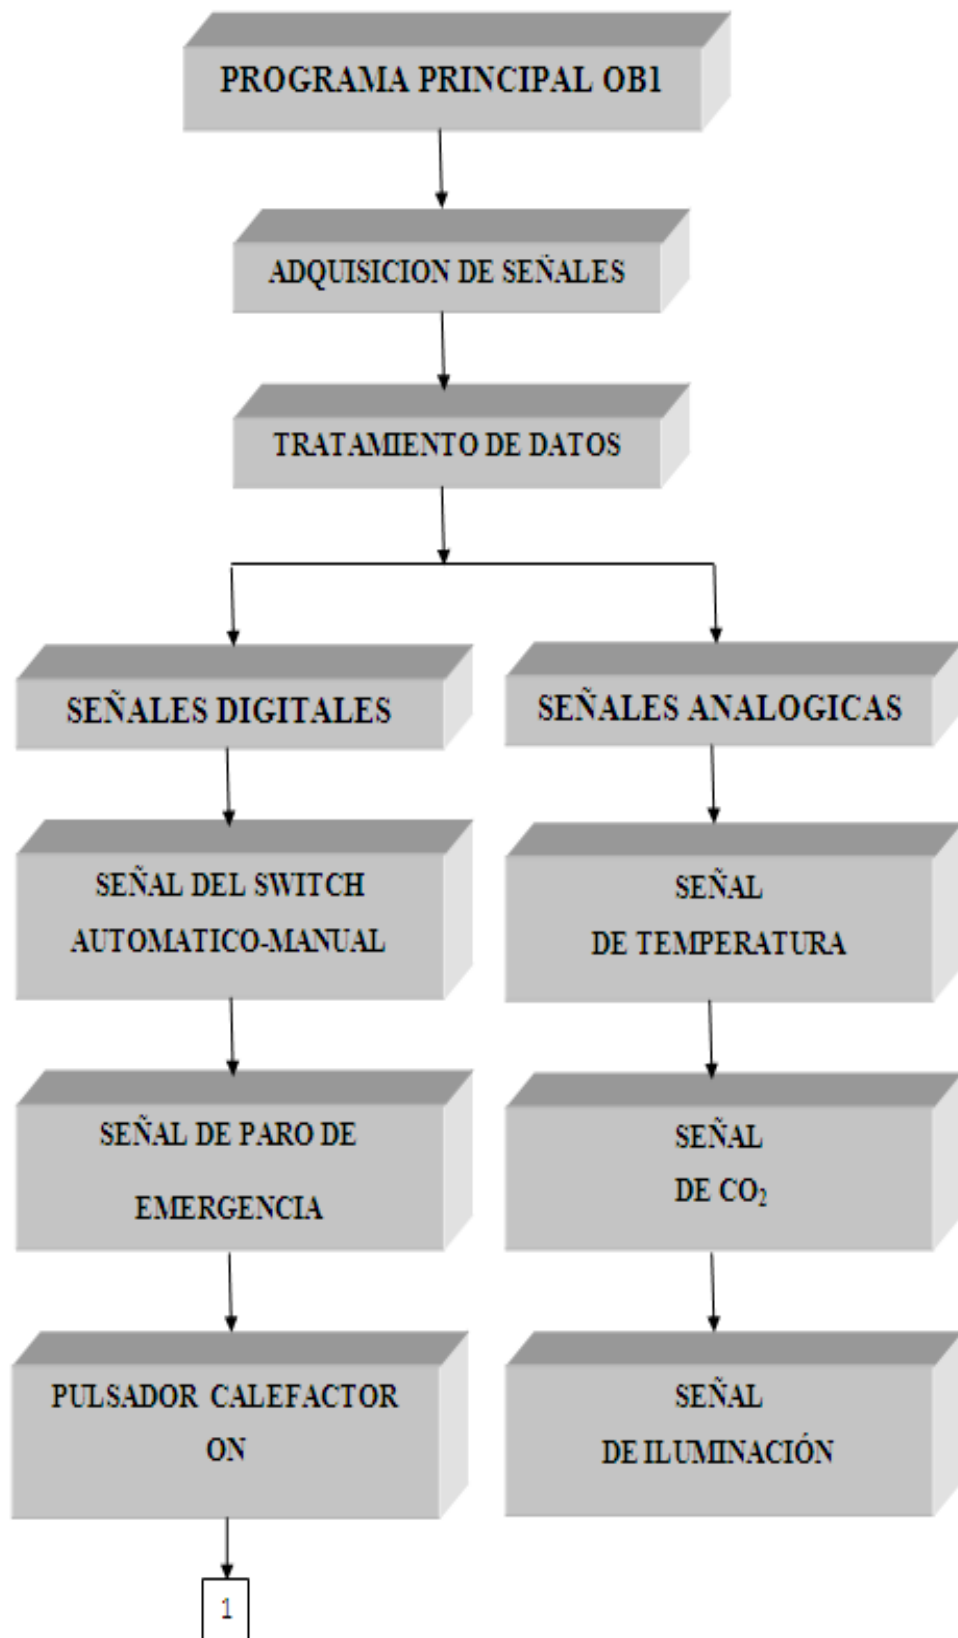 PROGRAMA PRINCIPAL OB1
ADQUISICION DE SEÑALES
TRATAMIENTO DE DATOS
SEÑALES DIGITALES
SEÑAL DEL SWITCH
AUTOMATICO-MANUAL
SEÑAL DE PARO DE
EMERGENCIA
PULSADOR CALEFACTOR
ON
1
SEÑALES ANALOGICAS
SEÑAL
DE TEMPERATURA
SEÑAL
DE CO₂
SEÑAL
DE ILUMINACIÓN